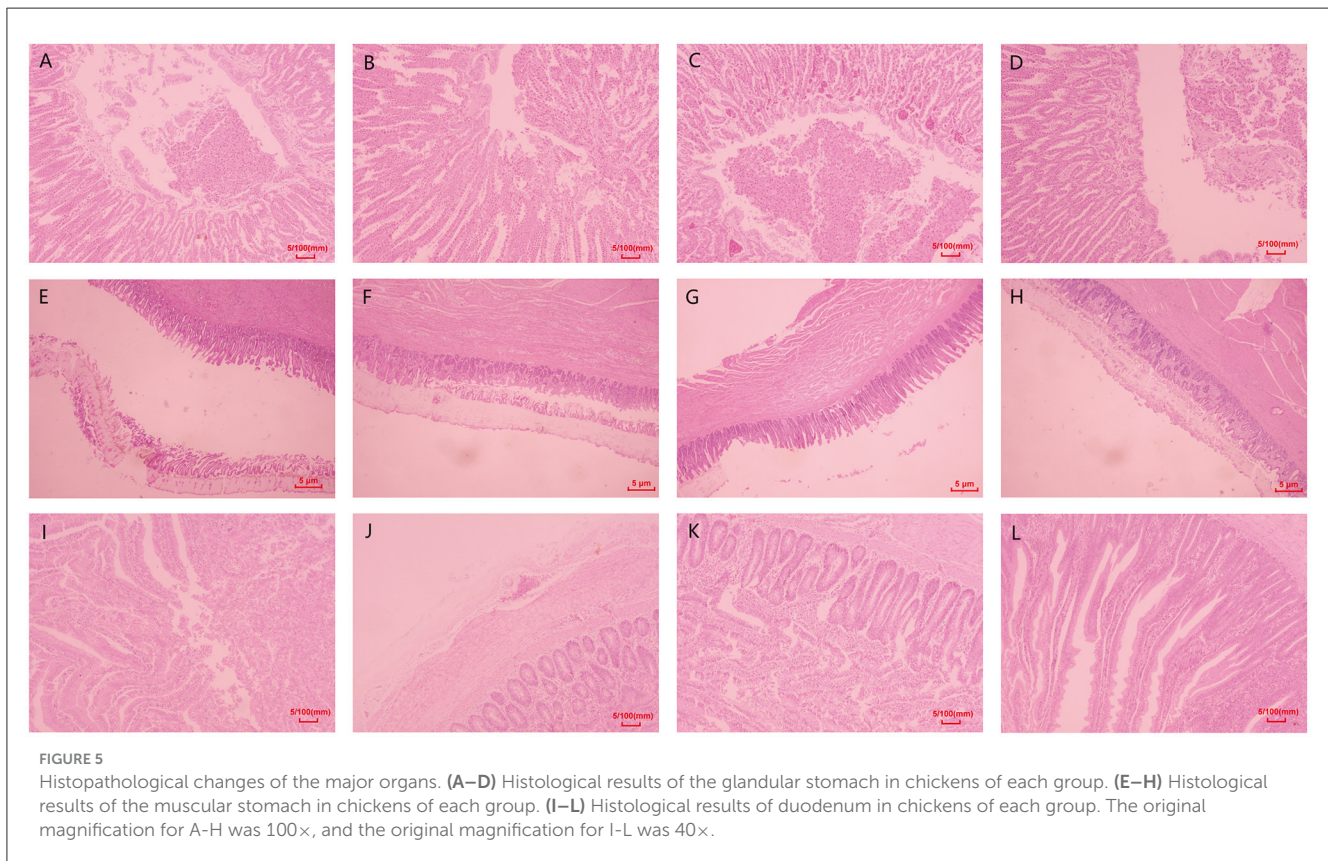 A
B
C
D
5/100(mm)
5/100(mm)
5/100(mm)
5/100(mm)
E
F
G
H
5 μm
5 μm
5 μm
5 μm
I
J
K
L
5/100(mm)
5/100(mm)
5/100(mm)
5/100(mm)
FIGURE 5
Histopathological changes of the major organs. (A–D) Histological results of the glandular stomach in chickens of each group. (E–H) Histological
results of the muscular stomach in chickens of each group. (I–L) Histological results of duodenum in chickens of each group. The original
magnification for A-H was 100×, and the original magnification for I-L was 40×.